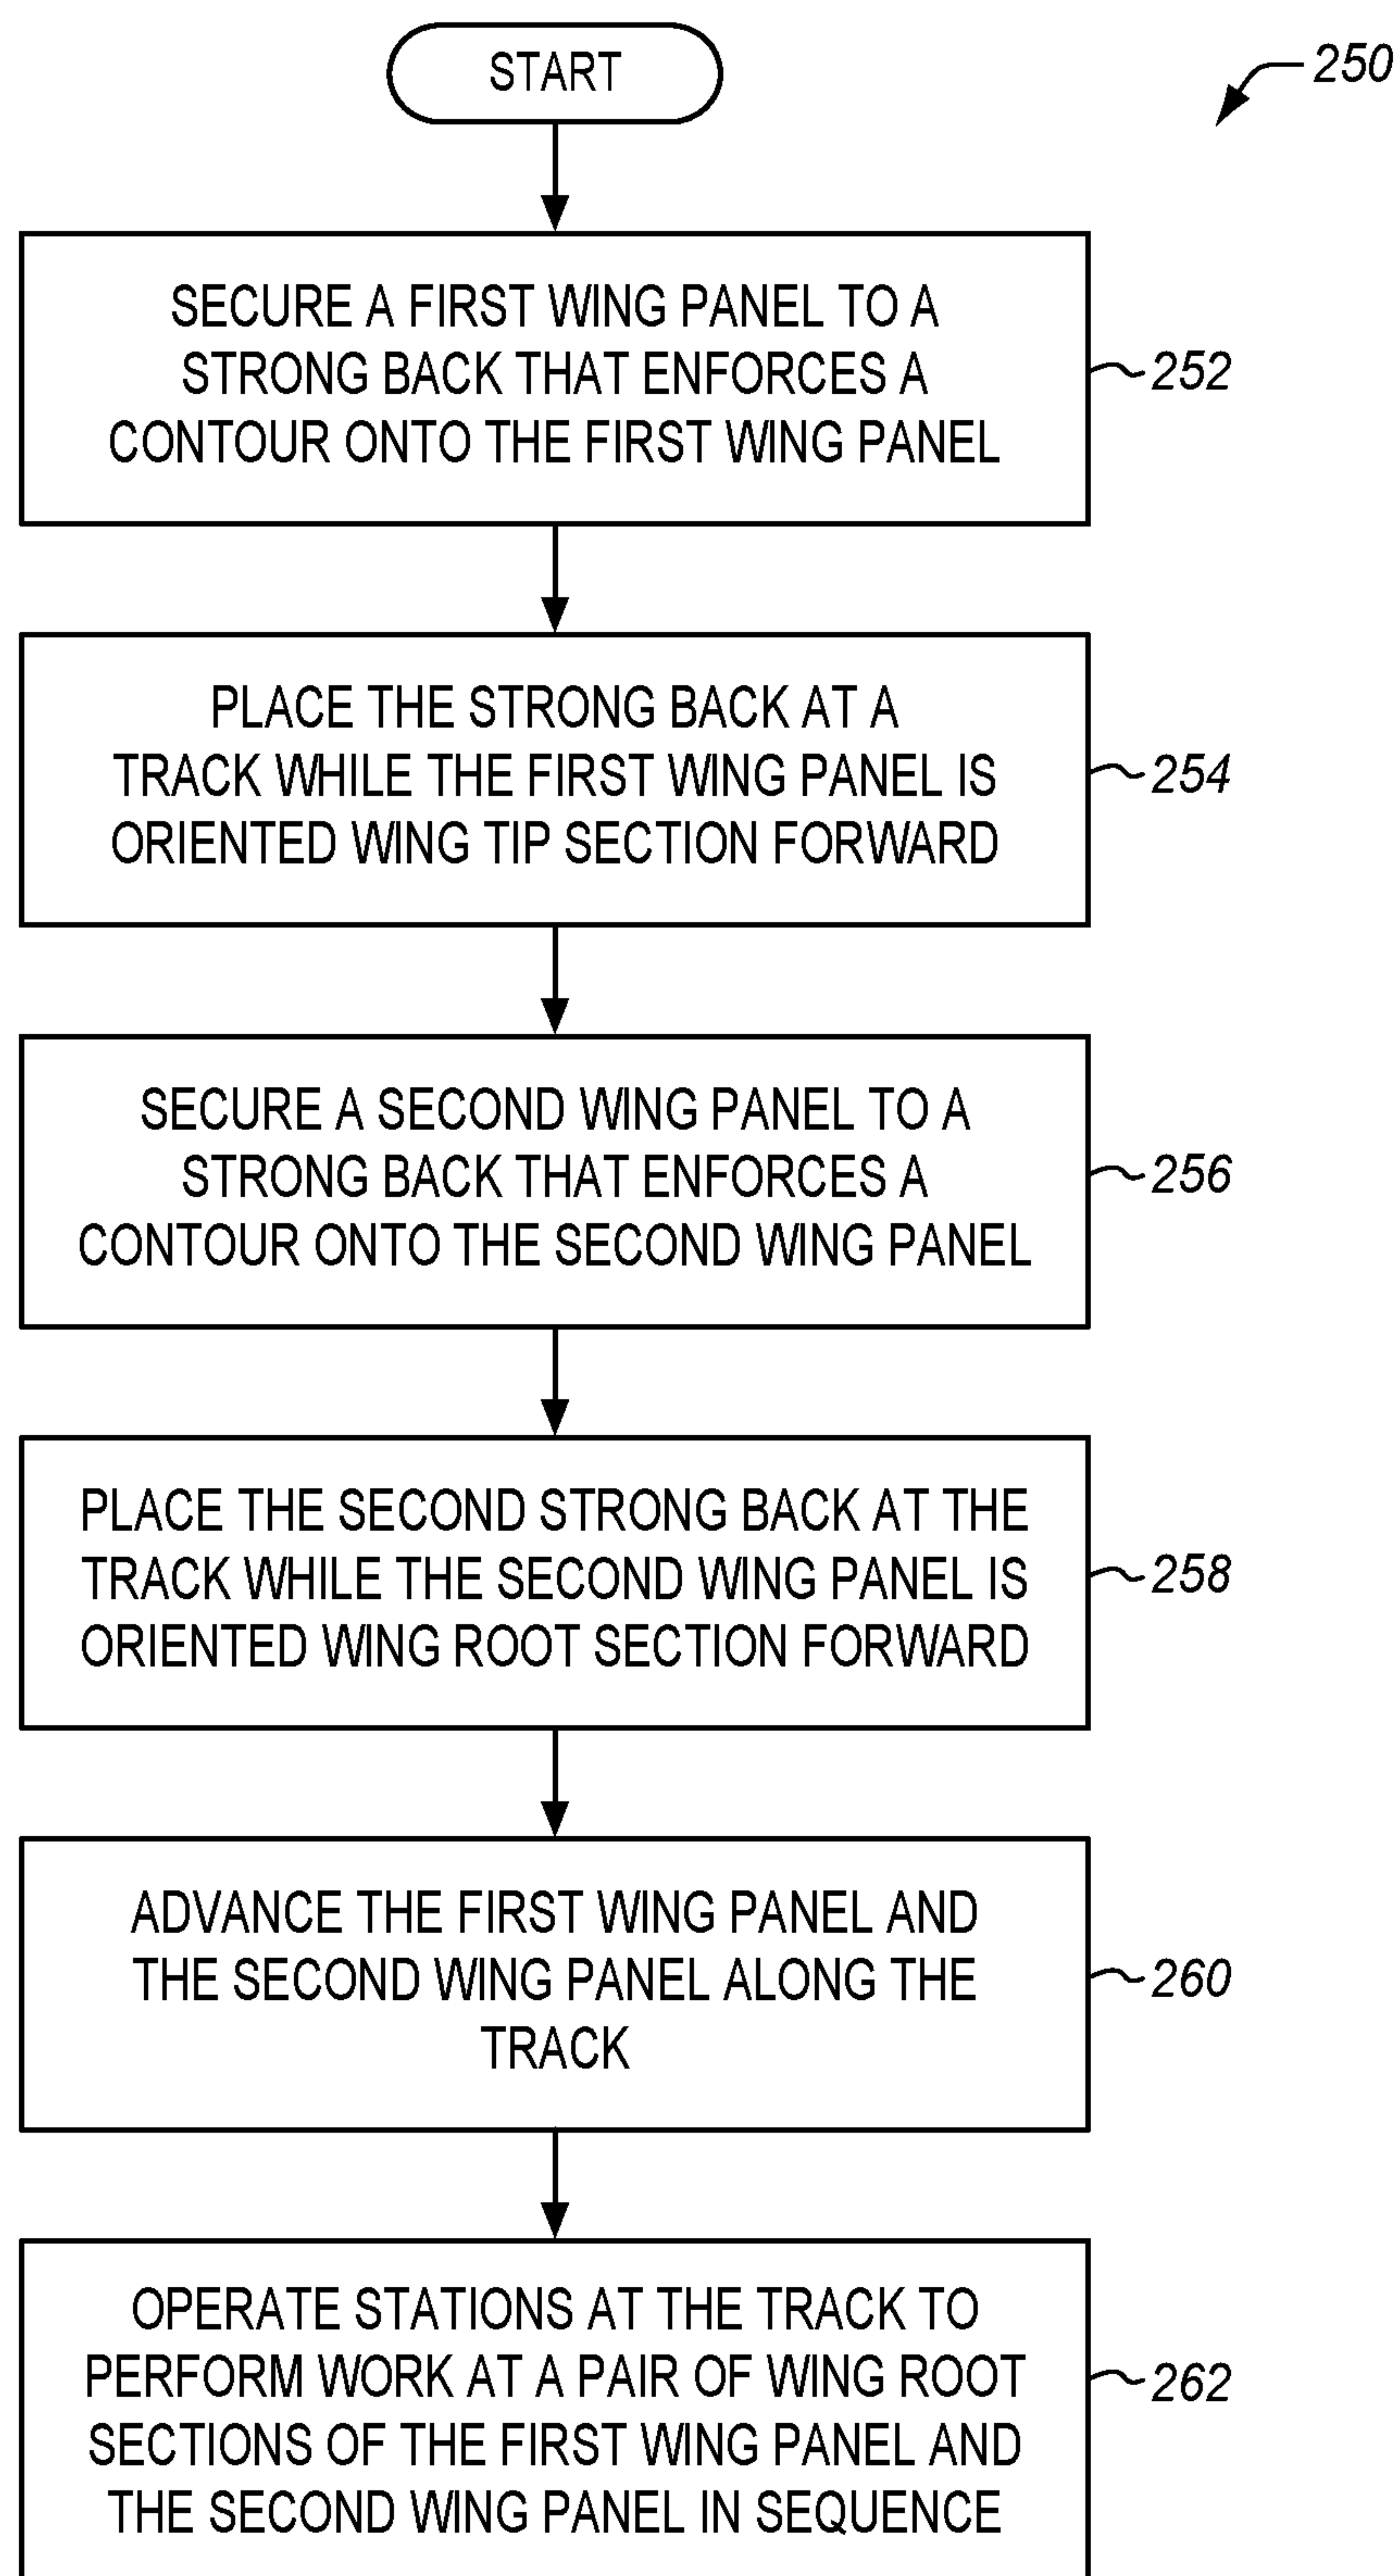 START
250
SECURE A FIRST WING PANEL TO A
STRONG BACK THAT ENFORCES A
CONTOUR ONTO THE FIRST WING PANEL
252
PLACE THE STRONG BACK AT A
TRACK WHILE THE FIRST WING PANEL IS
ORIENTED WING TIP SECTION FORWARD
254
SECURE A SECOND WING PANEL TO A
STRONG BACK THAT ENFORCES A
CONTOUR ONTO THE SECOND WING PANEL
256
PLACE THE SECOND STRONG BACK AT THE
TRACK WHILE THE SECOND WING PANEL IS
ORIENTED WING ROOT SECTION FORWARD
258
ADVANCE THE FIRST WING PANEL AND
THE SECOND WING PANEL ALONG THE
TRACK
260
OPERATE STATIONS AT THE TRACK TO
PERFORM WORK AT A PAIR OF WING ROOT
SECTIONS OF THE FIRST WING PANEL AND
THE SECOND WING PANEL IN SEQUENCE
262